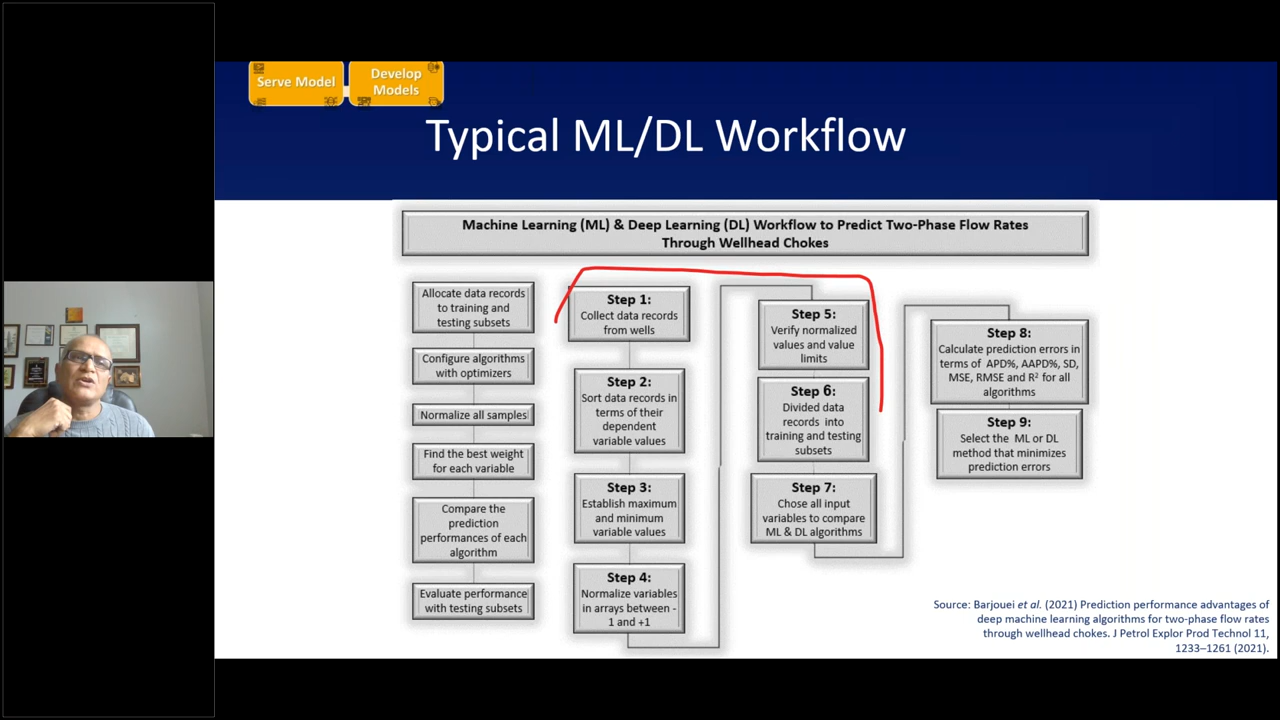 Serve Model
Develop
Models
Typical ML/DL Workflow
Machine Learning (ML) & Deep Learning (DL) Workflow to Predict Two-Phase Flow Rates
Through Wellhead Chokes
Allocate data records
to training and
testing subsets
Configure algorithms
with optimizers
Normalize all samples
Find the best weight
for each variable
Compare the
prediction
performances of each
algorithm
Evaluate performance
with testing subsets
Step 1:
Collect data records
from wells
Step 2:
Sort data records in
terms of their
dependent
variable values
Step 3:
Establish maximum
and minimum
variable values
Step 4:
Normalize variables
in arrays between -
1 and +1
Step 5:
Verify normalized
values and value
limits
Step 6:
Divided data
records into
training and testing
subsets
Step 7:
Chose all input
variables to compare
ML & DL algorithms
Step 8:
Calculate prediction errors in
terms of APD%, AAPD%, SD,
MSE, RMSE and R² for all
algorithms
Step 9:
Select the ML or DL
method that minimizes
prediction errors
Source: Barjouei et al. (2021) Prediction performance advantages of
deep machine learning algorithms for two-phase flow rates
through wellhead chokes. J Petrol Explor Prod Technol 11,
1233–1261 (2021).